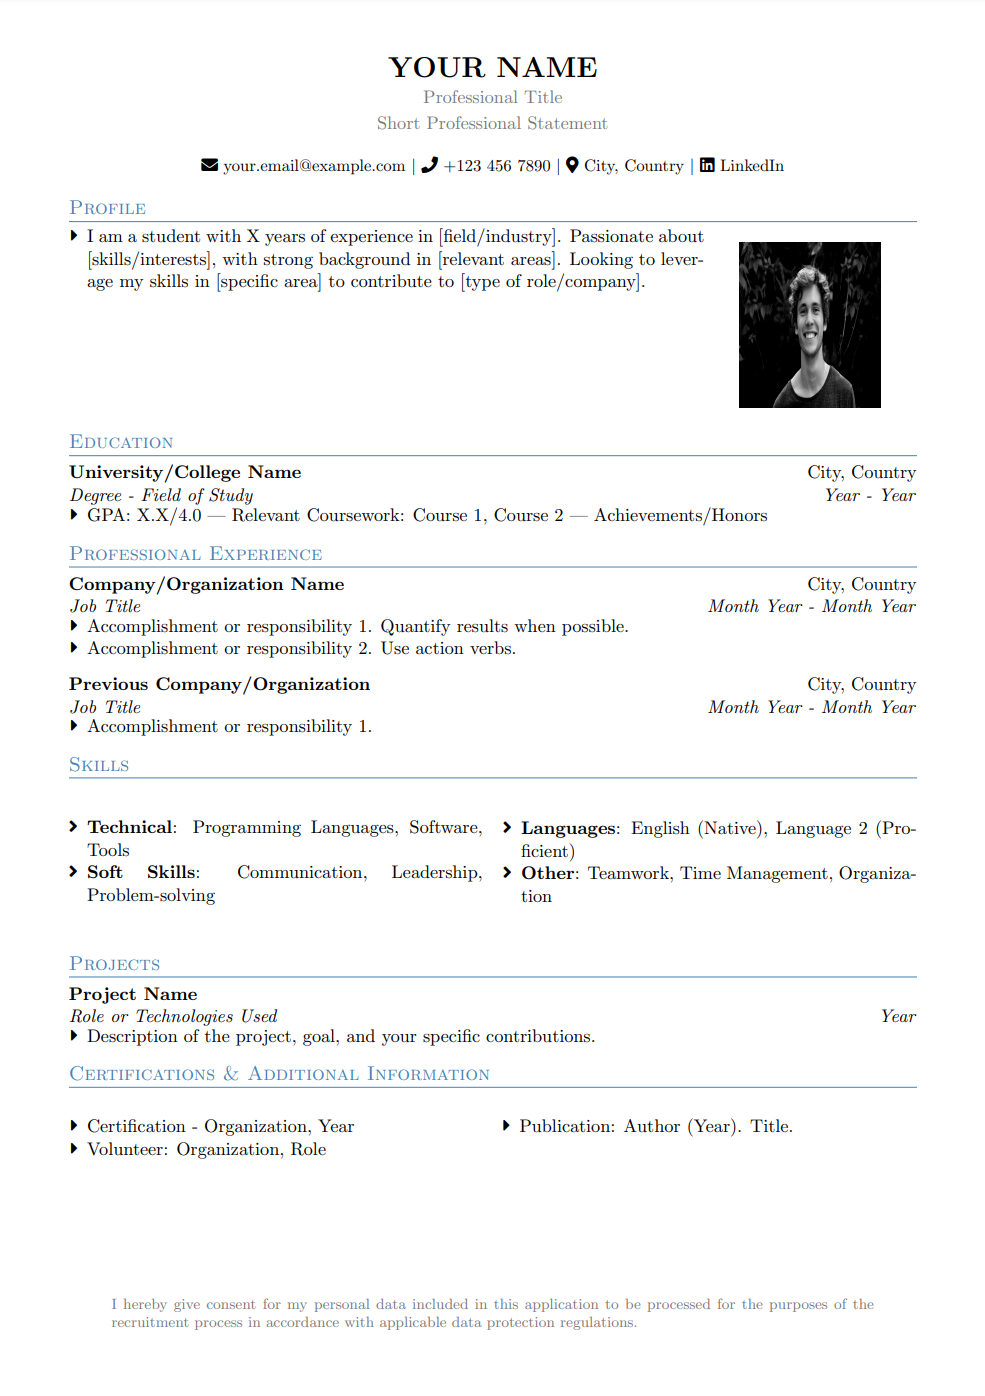 YOUR NAME
Professional Title
Short Professional Statement
your.email@example.com | +123 456 7890 | City, Country | LinkedIn
Profile
I am a student with X years of experience in [field/industry]. Passionate about
[skills/interests], with strong background in [relevant areas]. Looking to lever-
age my skills in [specific area] to contribute to [type of role/company].
Education
University/College Name City, Country
Degree - Field of Study Year - Year
GPA: X.X/4.0 — Relevant Coursework: Course 1, Course 2 — Achievements/Honors
Professional Experience
Company/Organization Name City, Country
Job Title Month Year - Month Year
Accomplishment or responsibility 1. Quantify results when possible.
Accomplishment or responsibility 2. Use action verbs.
Previous Company/Organization City, Country
Job Title Month Year - Month Year
Accomplishment or responsibility 1.
Skills
Technical: Programming Languages, Software,
Tools
Soft Skills: Communication, Leadership,
Problem-solving
Languages: English (Native), Language 2 (Pro-
ficient)
Other: Teamwork, Time Management, Organiza-
tion
Projects
Project Name
Role or Technologies Used Year
Description of the project, goal, and your specific contributions.
Certifications & Additional Information
Certification - Organization, Year
Volunteer: Organization, Role
Publication: Author (Year). Title.
I hereby give consent for my personal data included in this application to be processed for the purposes of the
recruitment process in accordance with applicable data protection regulations.